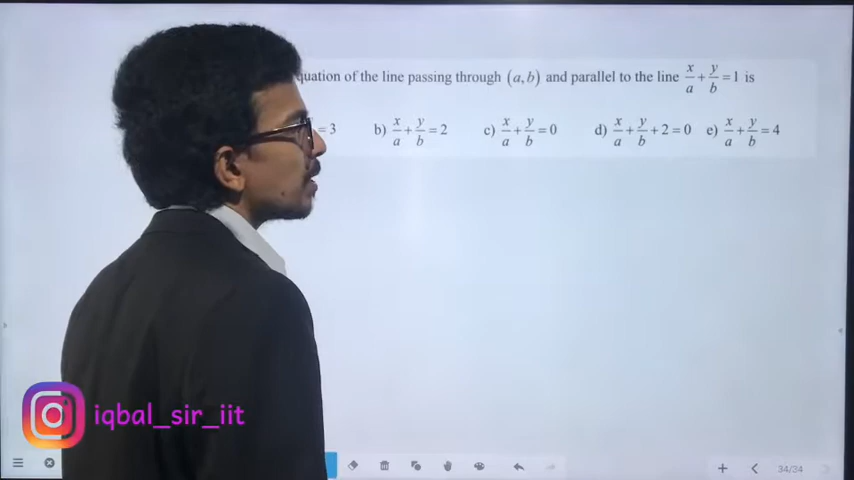 quation of the line passing through (a,b) and parallel to the line x/a + y/b = 1 is
= 3 b) x/a + y/b = 2 c) x/a + y/b = 0 d) x/a + y/b + 2 = 0 e) x/a + y/b = 4
iqbal_sir_iit
34/34